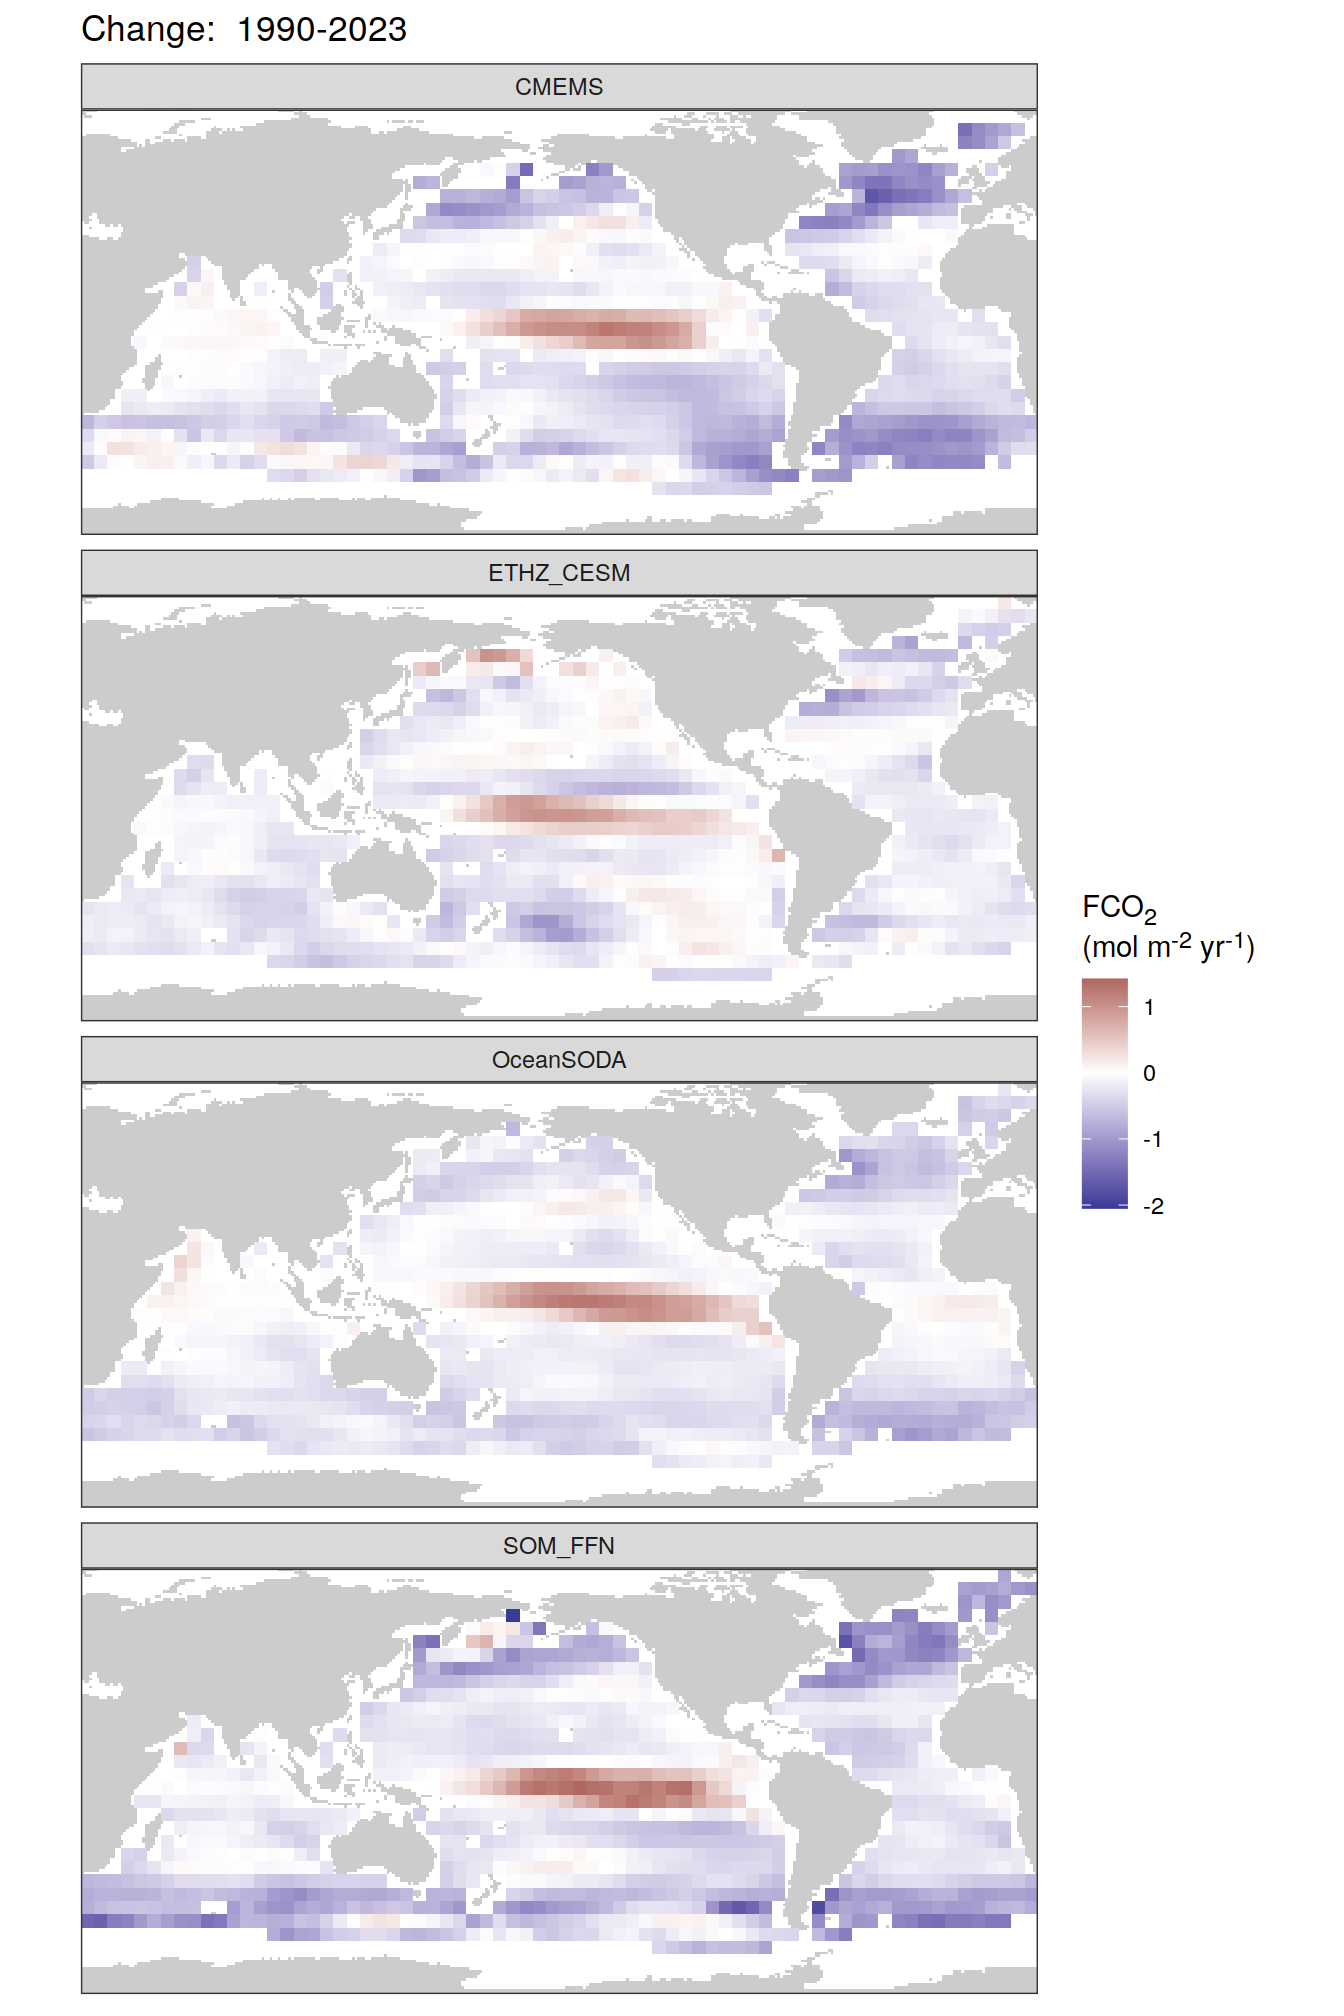 Change:  1990-2023
CMEMS
ETHZ_CESM
OceanSODA
SOM_FFN
FCO₂
(mol m⁻² yr⁻¹)
1
0
-1
-2